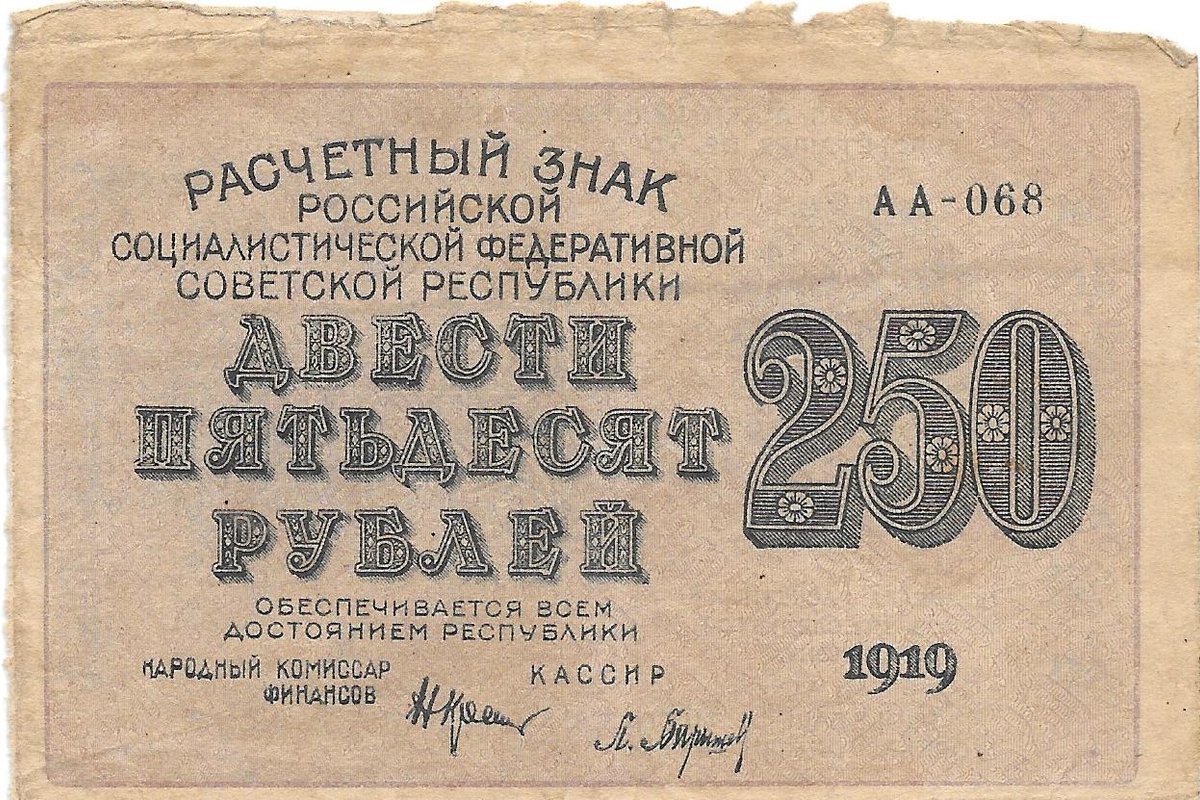 РАСЧЕТНЫЙ ЗНАК
РОССИЙСКОЙ
СОЦИАЛИСТИЧЕСКОЙ ФЕДЕРАТИВНОЙ
СОВЕТСКОЙ РЕСПУБЛИКИ
АА-068
ДВЕСТИ
ПЯТЬДЕСЯТ
РУБЛЕЙ
250
ОБЕСПЕЧИВАЕТСЯ ВСЕМ
ДОСТОЯНИЕМ РЕСПУБЛИКИ
НАРОДНЫЙ КОМИССАР
ФИНАНСОВ
КАССИР
1919